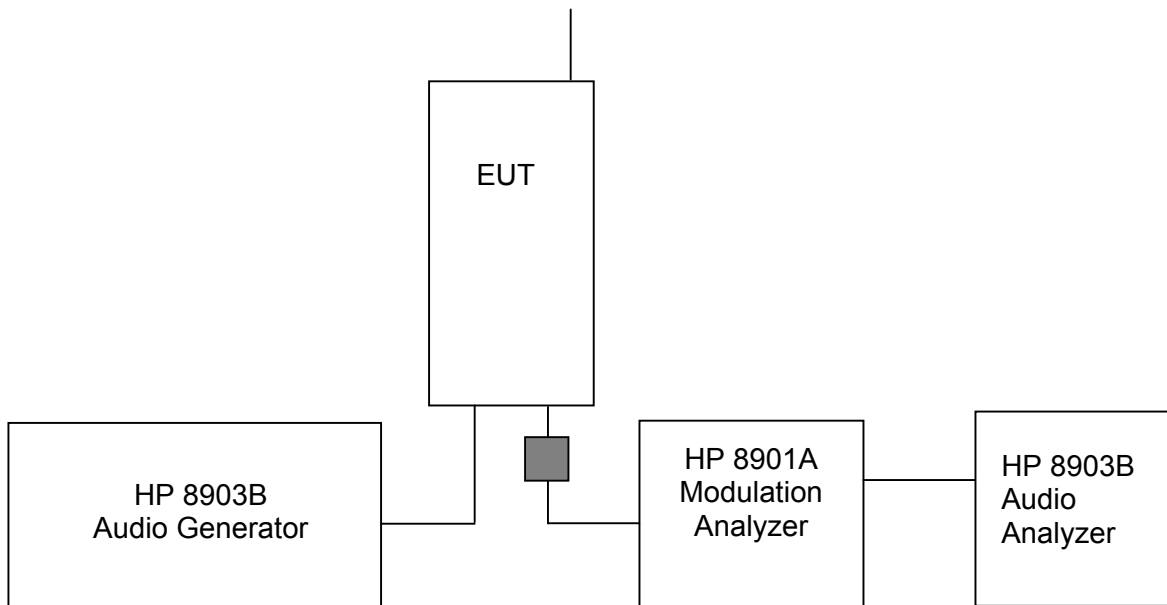 EUT
HP 8903B
Audio Generator
HP 8901A
Modulation
Analyzer
HP 8903B
Audio
Analyzer